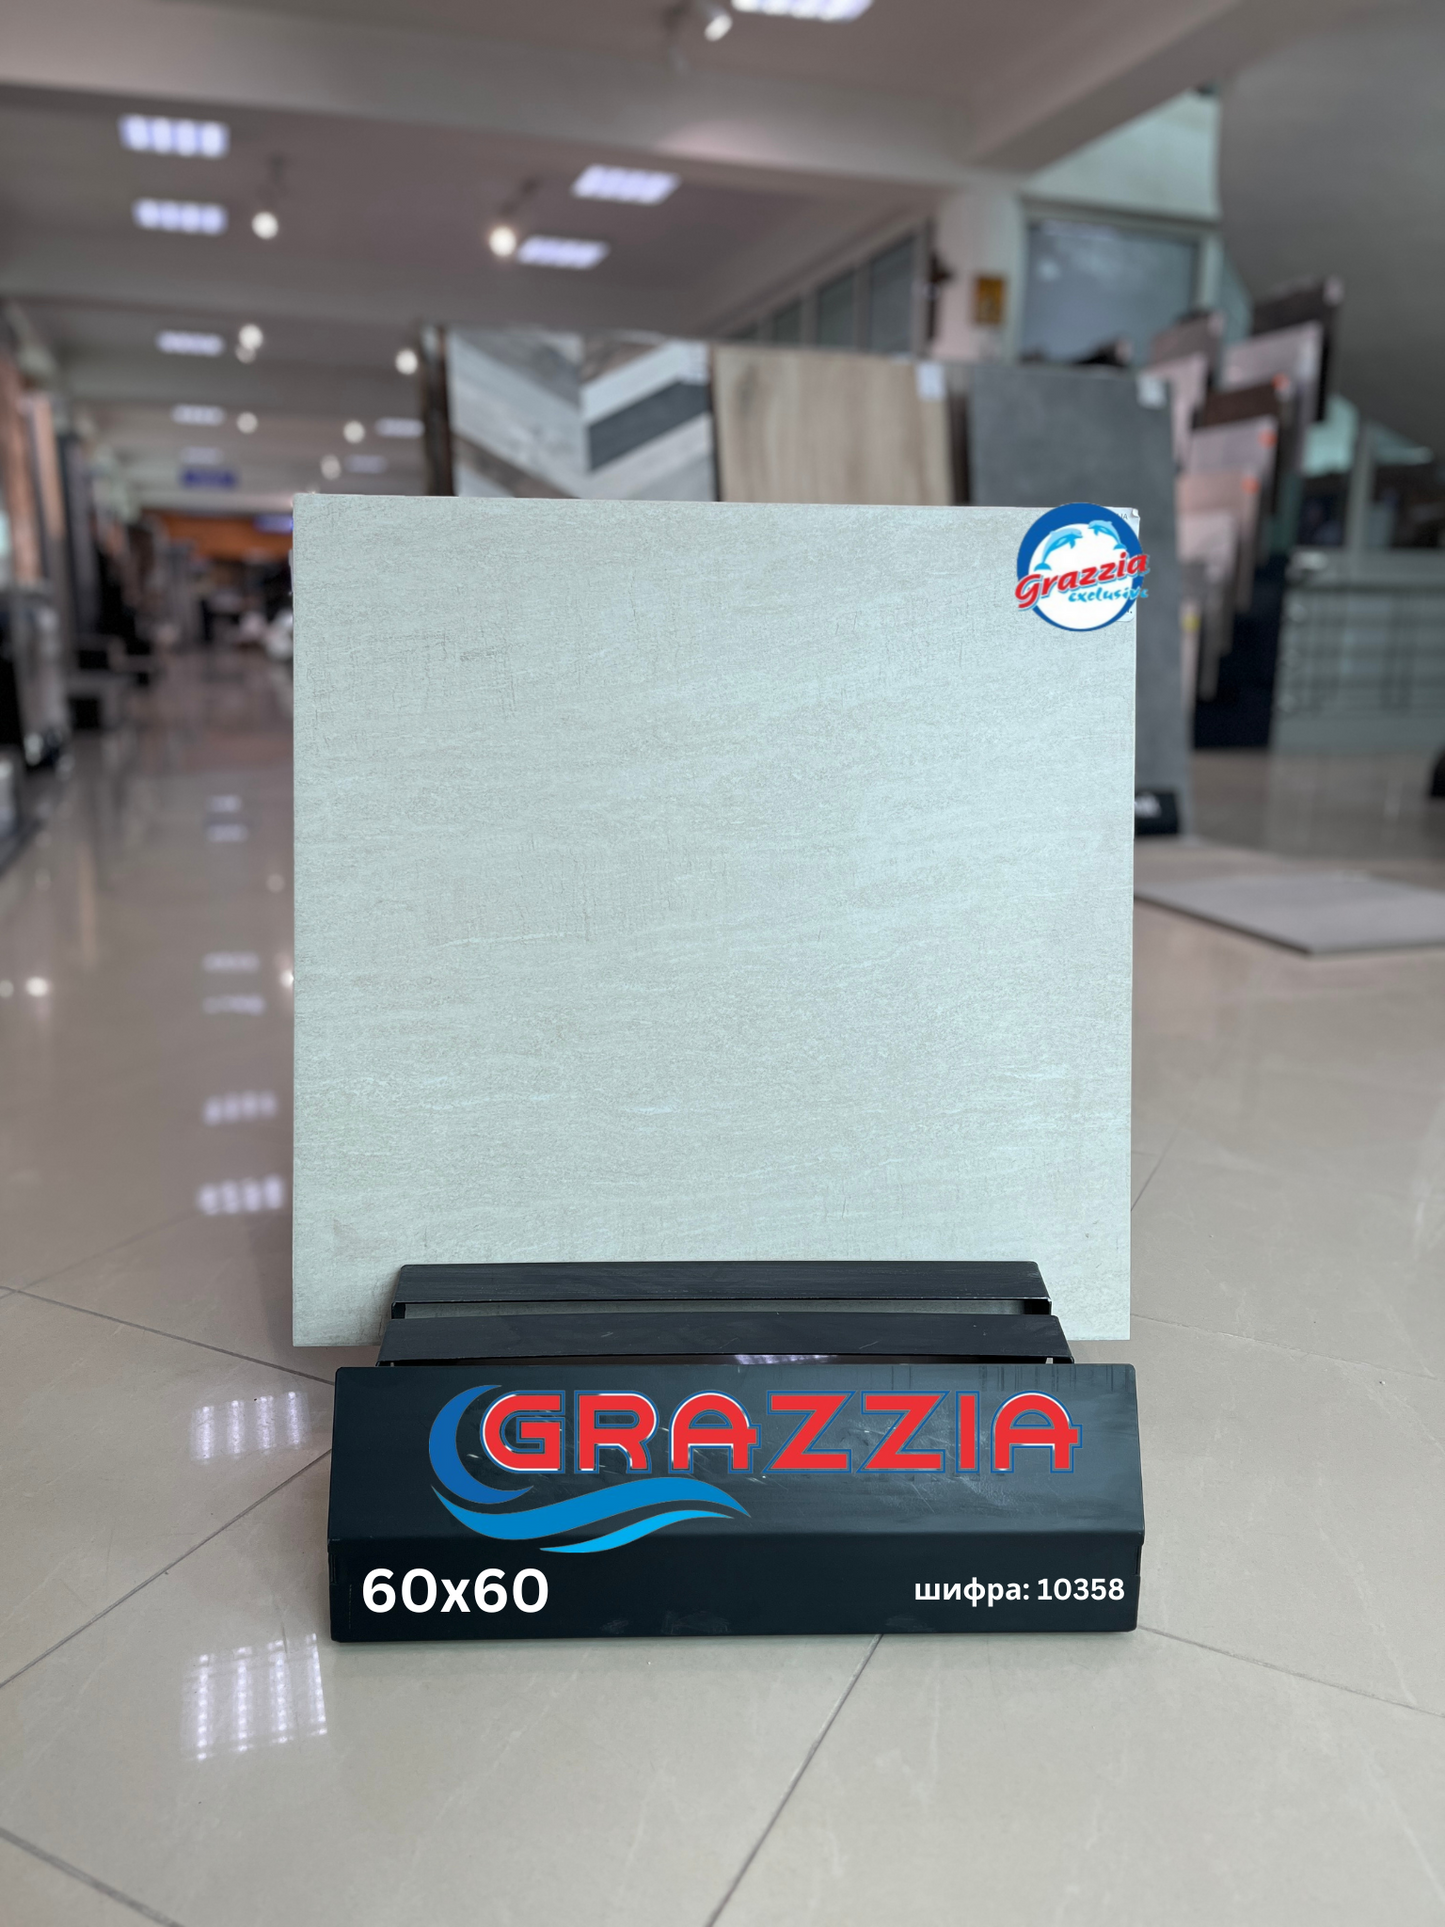 Grazzia
exclusive
GRAZZIA
60x60
шифра: 10358